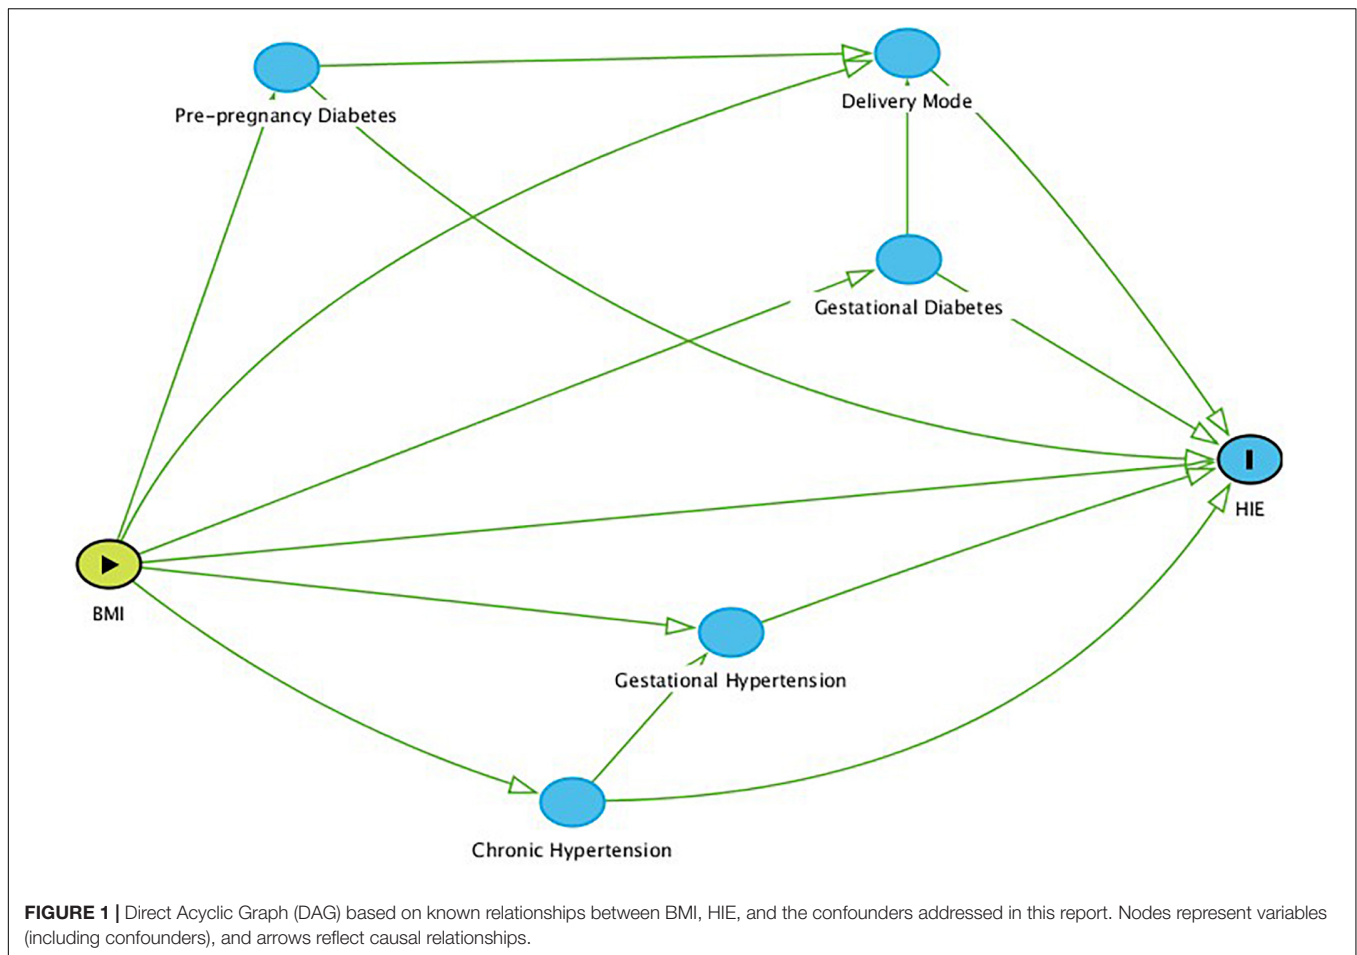 Pre-pregnancy Diabetes
Delivery Mode
Gestational Diabetes
HIE
BMI
Gestational Hypertension
Chronic Hypertension
FIGURE 1 | Direct Acyclic Graph (DAG) based on known relationships between BMI, HIE, and the confounders addressed in this report. Nodes represent variables
(including confounders), and arrows reflect causal relationships.